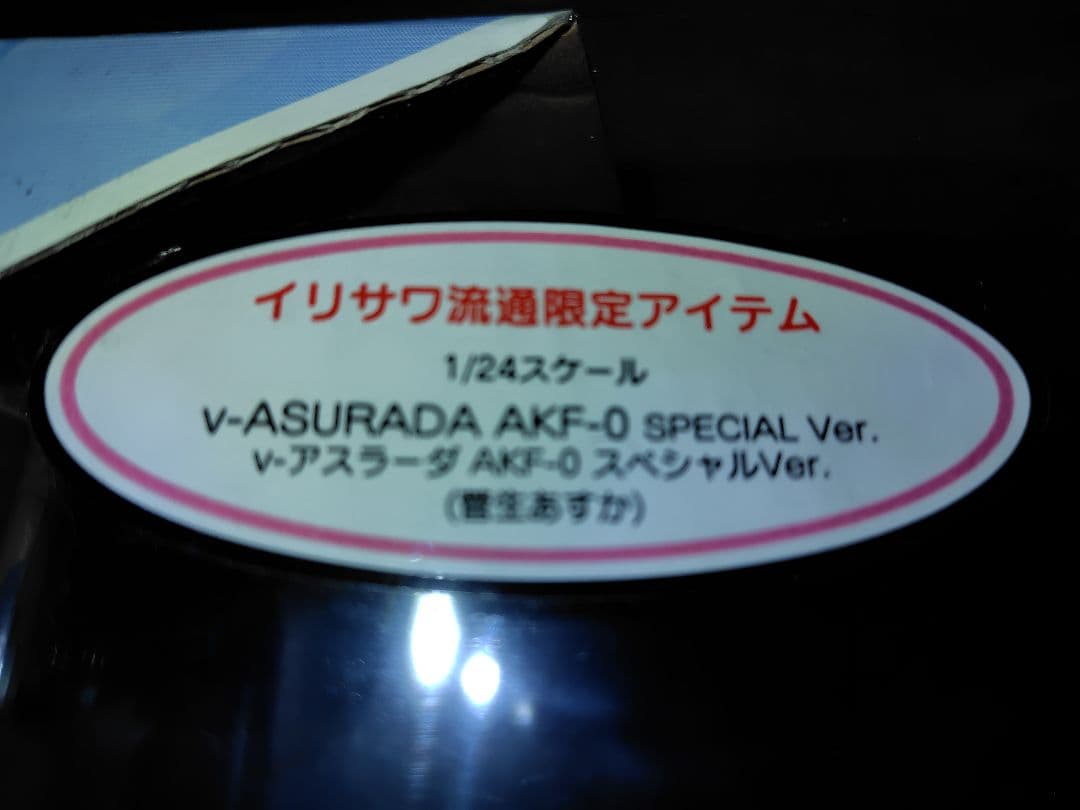 イリサワ流通限定アイテム
1/24スケール
ν-ASURADA AKF-0 SPECIAL Ver.
ν-アスラーダ AKF-0 スペシャルVer.
(菅生あすか)